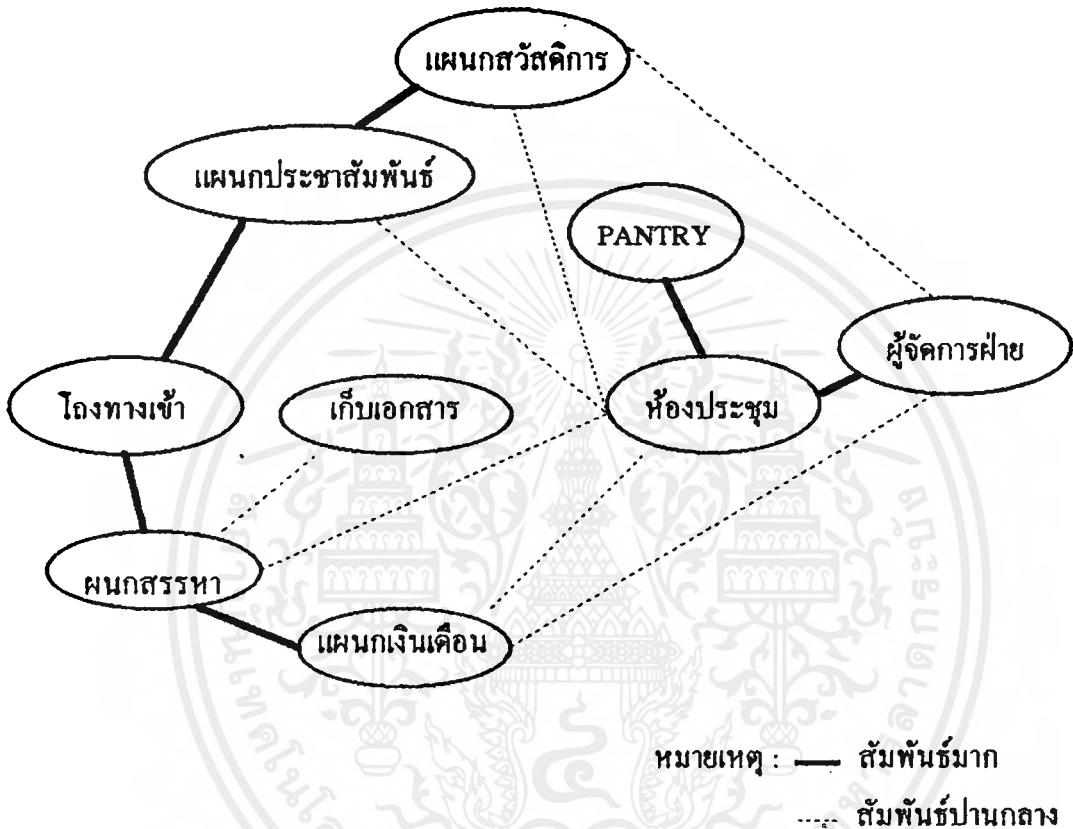 แผนกสวัสดิการ
แผนกประชาสัมพันธ์
PANTRY
ผู้จัดการฝ่าย
โถงทางเข้า
เก็บเอกสาร
ห้องประชุม
ผนกสรรหา
แผนกเงินเดือน
หมายเหตุ : สัมพันธ์มาก
สัมพันธ์ปานกลาง